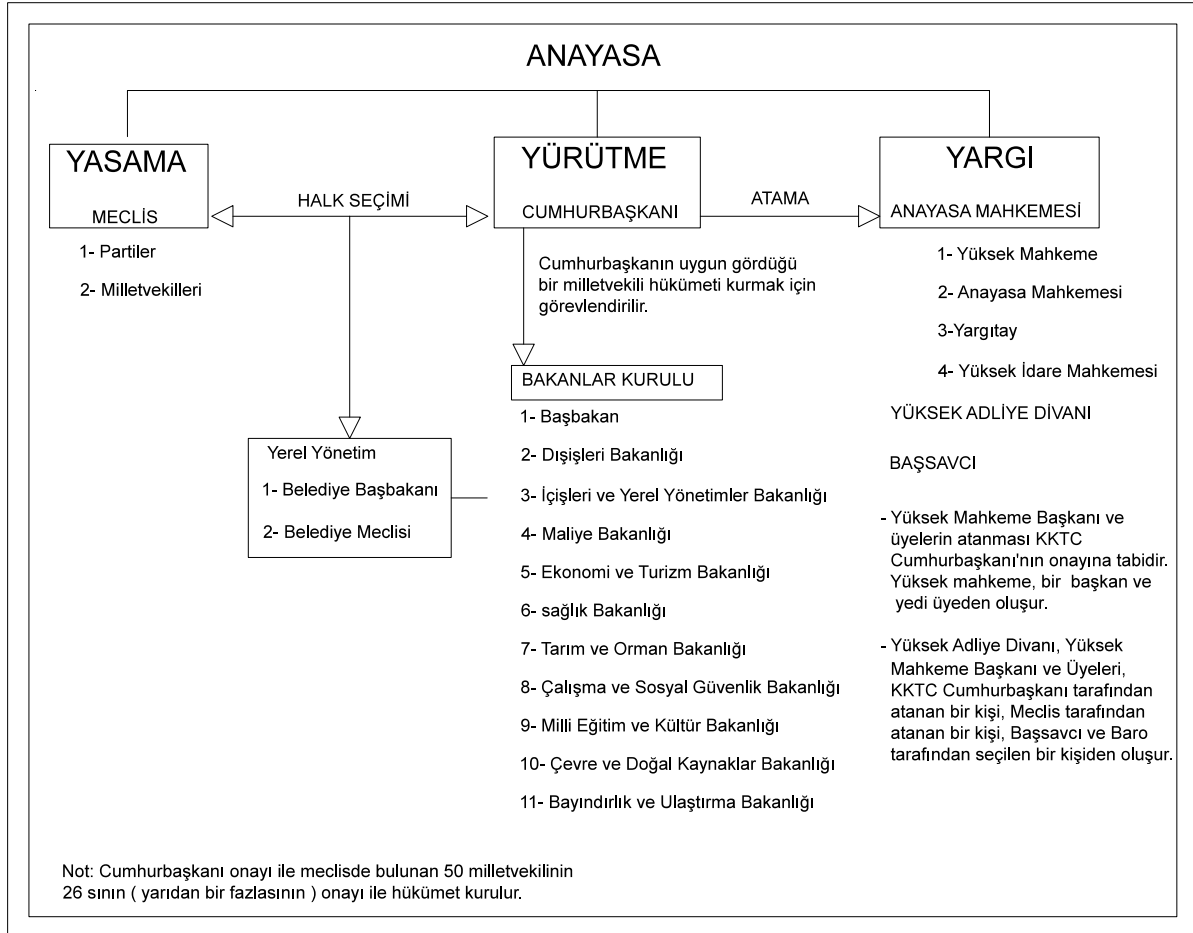 ANAYASA
YASAMA
MECLİS
1- Partiler
2- Milletvekilleri
HALK SEÇİMİ
YÜRÜTME
CUMHURBAŞKANI
ATAMA
YARGI
ANAYASA MAHKEMESİ
1- Yüksek Mahkeme
2- Anayasa Mahkemesi
3-Yargıtay
4- Yüksek İdare Mahkemesi
YÜKSEK ADLİYE DİVANI
BAŞSAVCI
- Yüksek Mahkeme Başkanı ve
üyelerin atanması KKTC
Cumhurbaşkanı'nın onayına tabidir.
Yüksek mahkeme, bir başkan ve
yedi üyeden oluşur.
- Yüksek Adliye Divanı, Yüksek
Mahkeme Başkanı ve Üyeleri,
KKTC Cumhurbaşkanı tarafından
atanan bir kişi, Meclis tarafından
atanan bir kişi, Başsavcı ve Baro
tarafından seçilen bir kişiden oluşur.
Cumhurbaşkanın uygun gördüğü
bir milletvekili hükümeti kurmak için
görevlendirilir.
BAKANLAR KURULU
1- Başbakan
2- Dışişleri Bakanlığı
3- İçişleri ve Yerel Yönetimler Bakanlığı
4- Maliye Bakanlığı
5- Ekonomi ve Turizm Bakanlığı
6- sağlık Bakanlığı
7- Tarım ve Orman Bakanlığı
8- Çalışma ve Sosyal Güvenlik Bakanlığı
9- Milli Eğitim ve Kültür Bakanlığı
10- Çevre ve Doğal Kaynaklar Bakanlığı
11- Bayındırlık ve Ulaştırma Bakanlığı
Yerel Yönetim
1- Belediye Başbakanı
2- Belediye Meclisi
Not: Cumhurbaşkanı onayı ile meclisde bulunan 50 milletvekilinin
26 sının ( yarıdan bir fazlasının ) onayı ile hükümet kurulur.